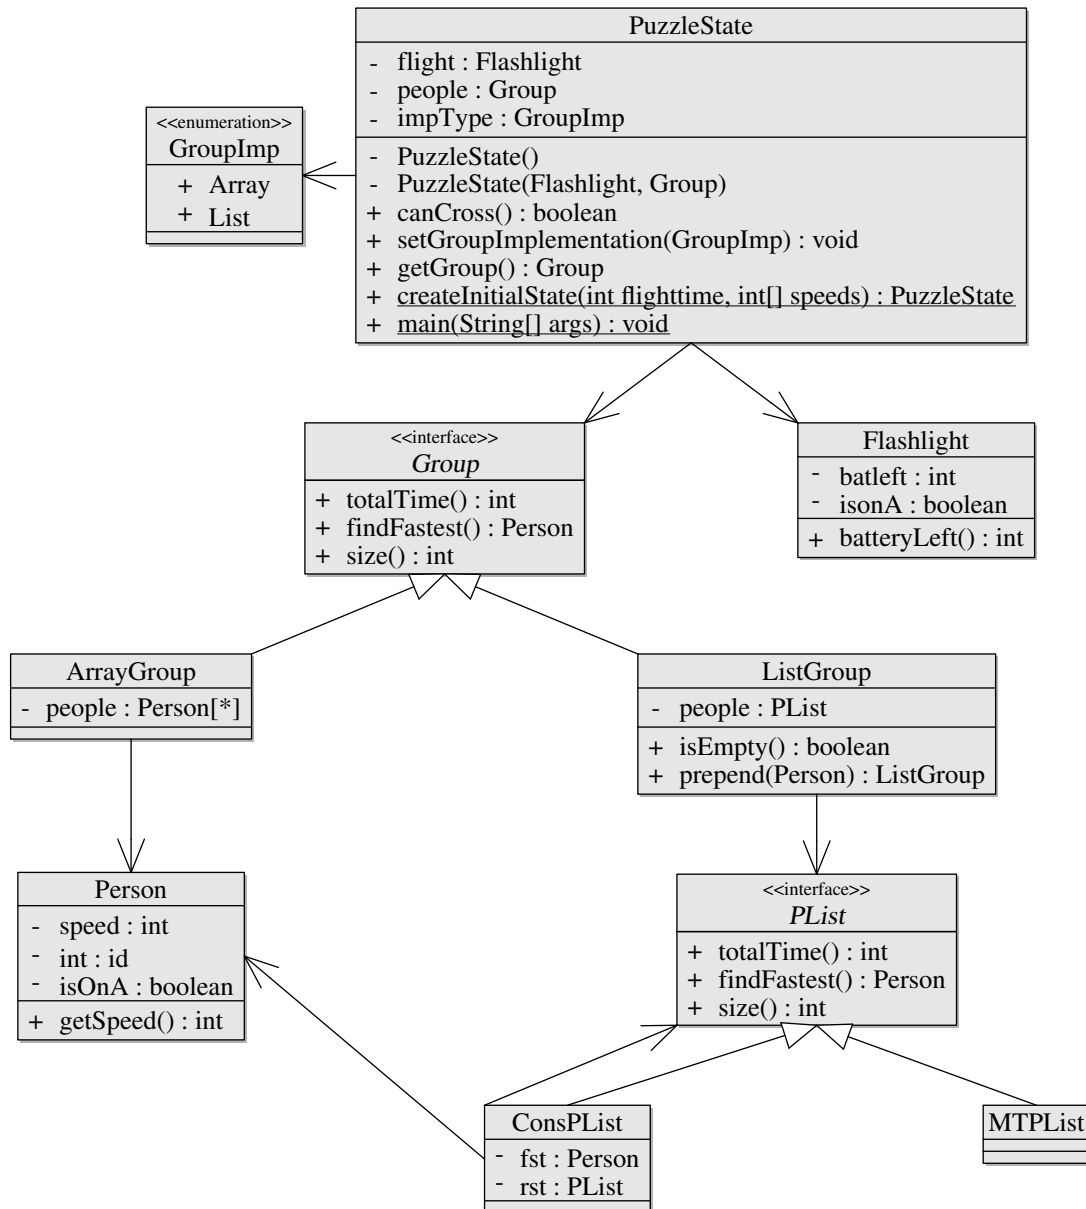 PuzzleState
- flight : Flashlight
- people : Group
- impType : GroupImp
- PuzzleState()
- PuzzleState(Flashlight, Group)
+ canCross() : boolean
+ setGroupImplementation(GroupImp) : void
+ getGroup() : Group
+ createInitialState(int flighttime, int[] speeds) : PuzzleState
+ main(String[] args) : void
<<enumeration>>
GroupImp
+ Array
+ List
<<interface>>
Group
+ totalTime() : int
+ findFastest() : Person
+ size() : int
Flashlight
- batleft : int
- isonA : boolean
+ batteryLeft() : int
ArrayGroup
- people : Person[*]
ListGroup
- people : PList
+ isEmpty() : boolean
+ prepend(Person) : ListGroup
Person
- speed : int
- int : id
- isOnA : boolean
+ getSpeed() : int
<<interface>>
PList
+ totalTime() : int
+ findFastest() : Person
+ size() : int
ConsPList
- fst : Person
- rst : PList
MTPList